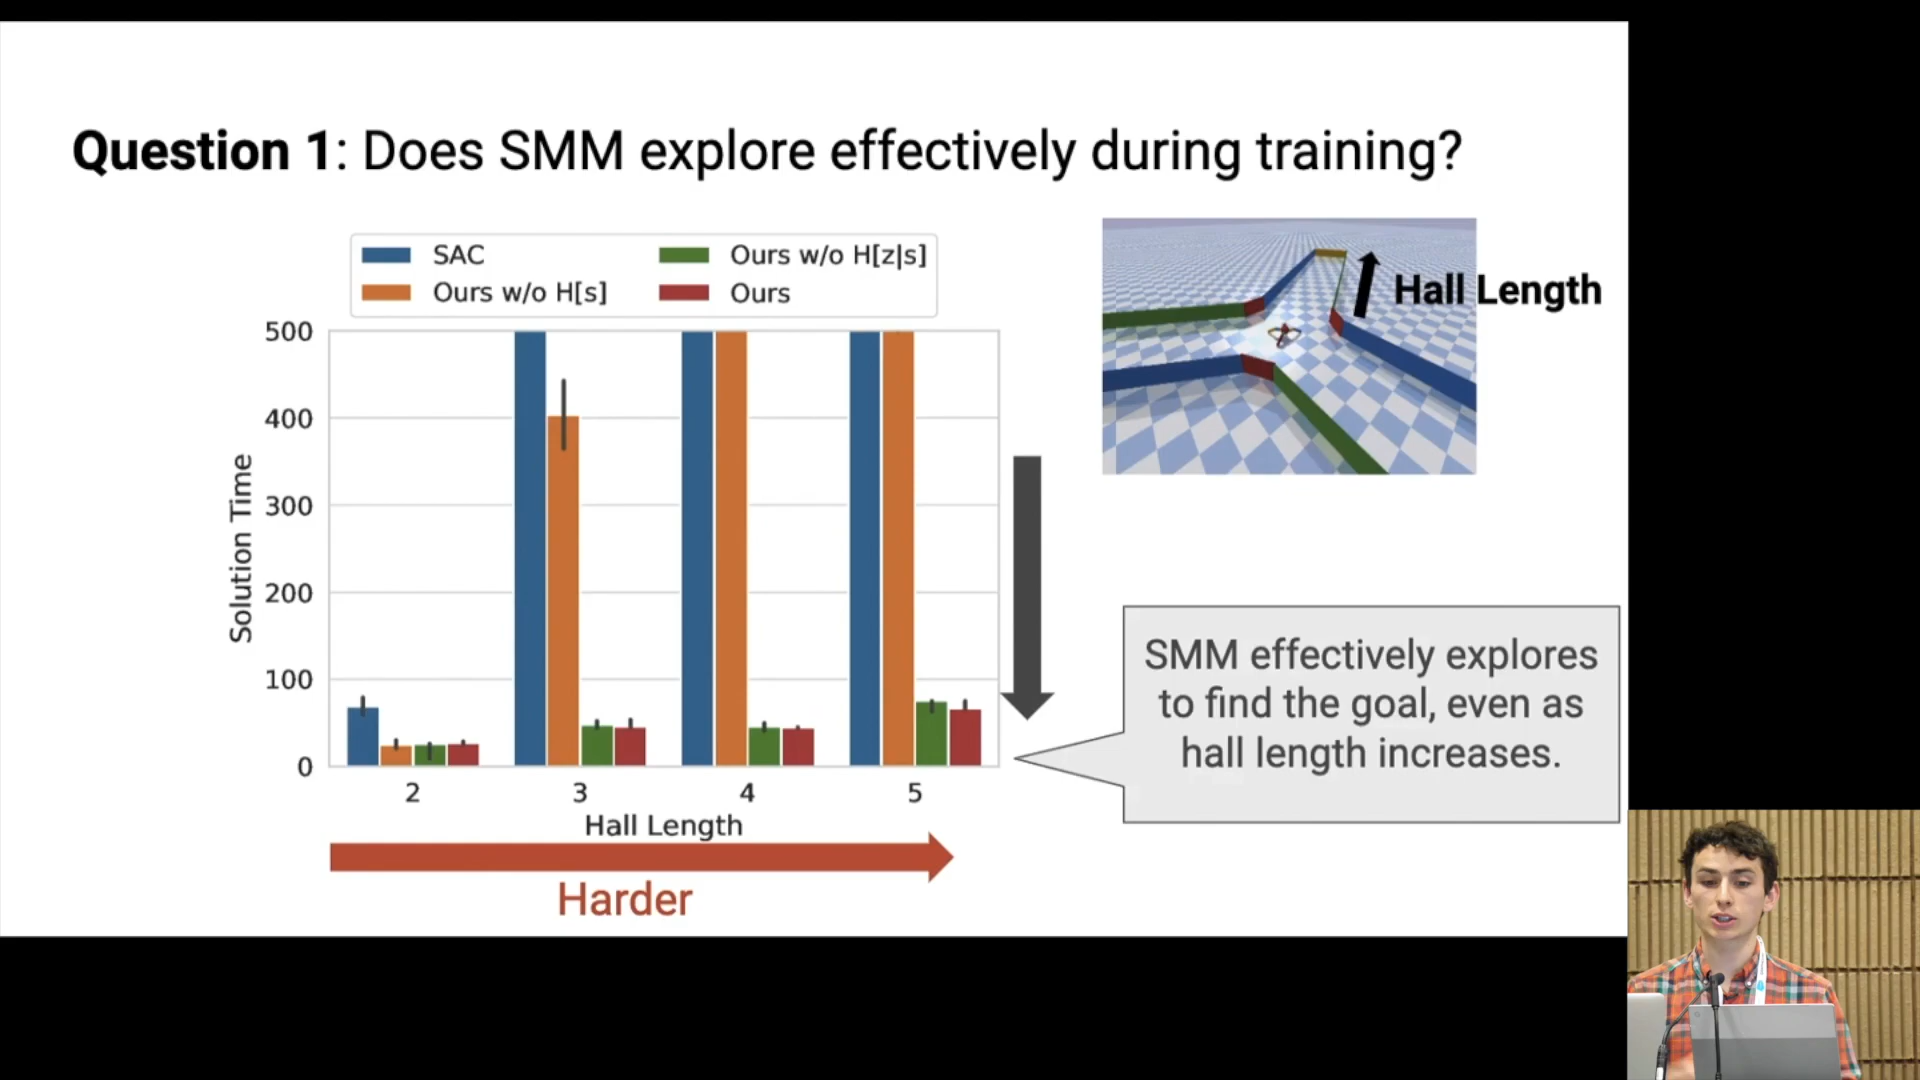 Question 1: Does SMM explore effectively during training?
SAC
Ours w/o H[s]
Ours w/o H[z|s]
Ours
Hall Length
500
400
300
200
100
0
Solution Time
2 3 4 5
Hall Length
Harder
SMM effectively explores
to find the goal, even as
hall length increases.